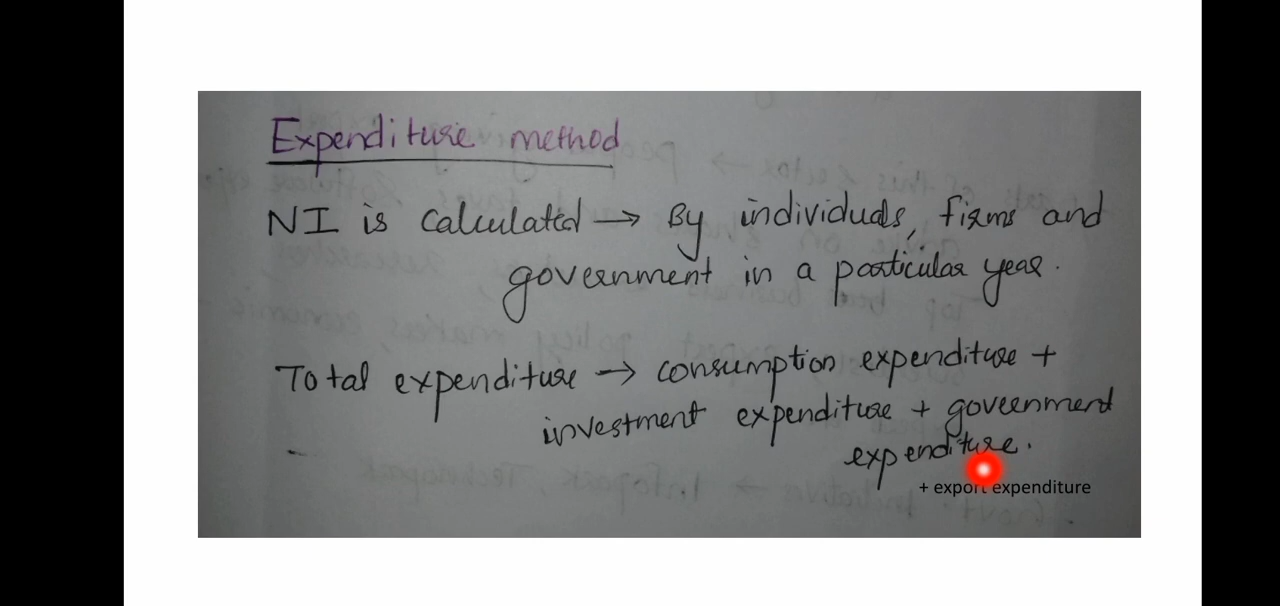 Expenditure method
NI is calculated → By individuals, firms and
government in a particular year.
Total expenditure → consumption expenditure +
investment expenditure + government
expenditure.
+ export expenditure